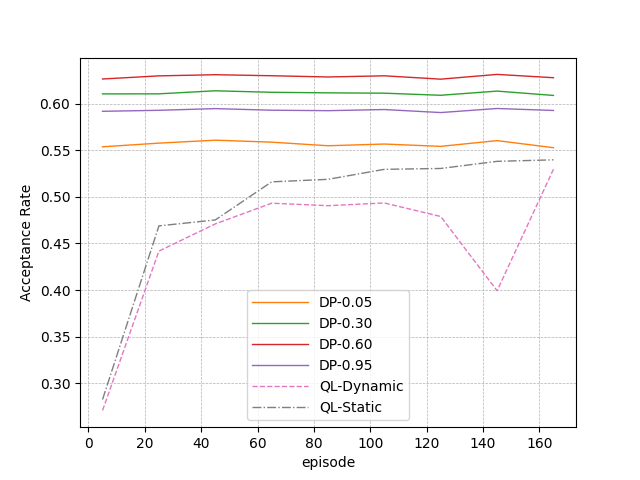 0.60
0.55
0.50
0.45
0.40
0.35
0.30
Acceptance Rate
DP-0.05
DP-0.30
DP-0.60
DP-0.95
QL-Dynamic
QL-Static
0 20 40 60 80 100 120 140 160
episode